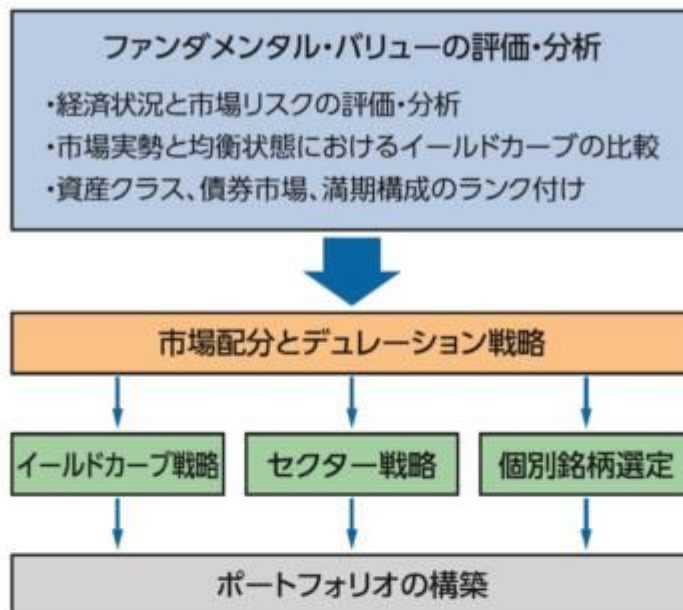 ファンダメンタル・バリューの評価・分析
・経済状況と市場リスクの評価・分析
・市場実勢と均衡状態におけるイールドカーブの比較
・資産クラス、債券市場、満期構成のランク付け
市場配分とデュレーション戦略
イールドカーブ戦略
セクター戦略
個別銘柄選定
ポートフォリオの構築